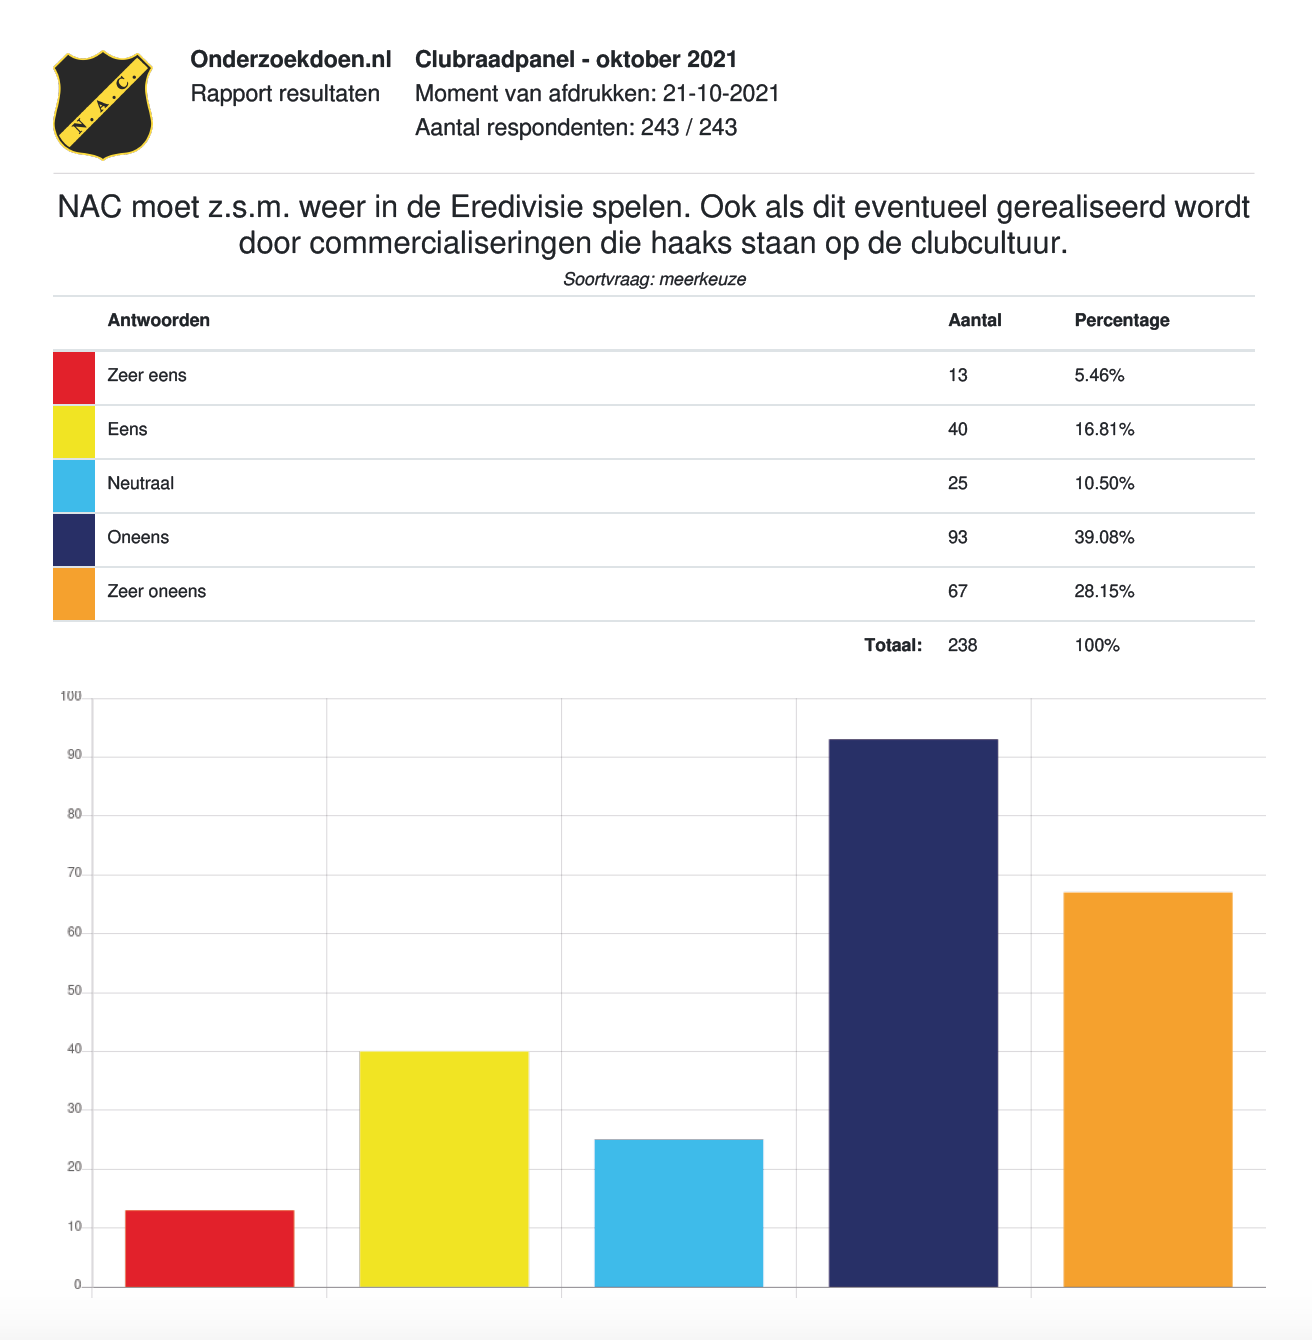 N.A.C.
Onderzoekdoen.nl Clubraadpanel - oktober 2021
Rapport resultaten Moment van afdrukken: 21-10-2021
Aantal respondenten: 243 / 243
NAC moet z.s.m. weer in de Eredivisie spelen. Ook als dit eventueel gerealiseerd wordt
door commercialiseringen die haaks staan op de clubcultuur.
Soortvraag: meerkeuze
Antwoorden Aantal Percentage
Zeer eens 13 5.46%
Eens 40 16.81%
Neutraal 25 10.50%
Oneens 93 39.08%
Zeer oneens 67 28.15%
Totaal: 238 100%
100
90
80
70
60
50
40
30
20
10
0